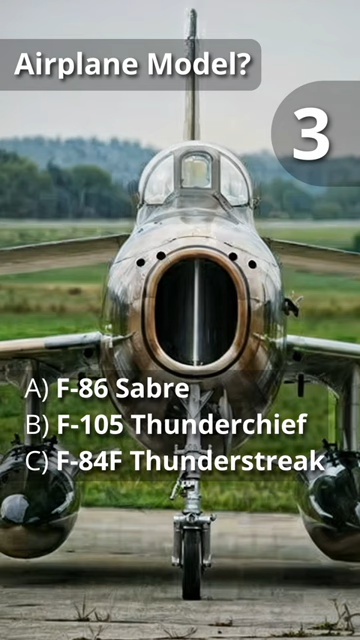 Airplane Model?
3
A) F-86 Sabre
B) F-105 Thunderchief
C) F-84F Thunderstreak